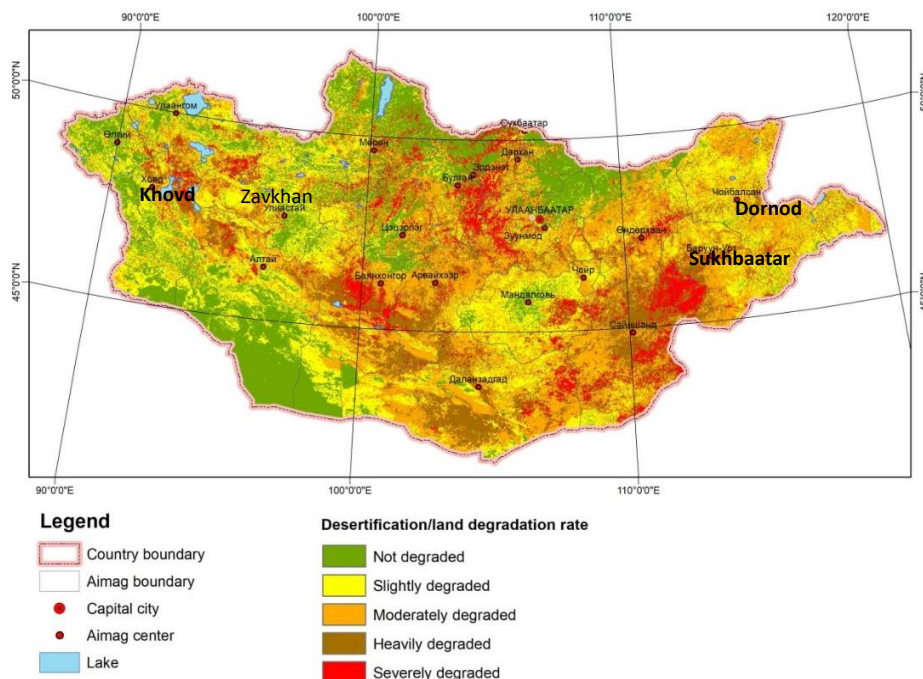 90°0'0"E 100°0'0"E 110°0'0"E 120°0'0"E
50°0'0"N
Сүхбаатар
Улаангом
Өлгий
Мөрөн
Дархан
Эрдэнэт
Булган
Ховд
Khovd
Zavkhan
Улиастай
Чойбалсан
Dornod
УЛААНБААТАР
Зуунмод
Цэцэрлэг
Өндөрхаан
Баруун-Урт
Sukhbaatar
Алтай
45°0'0"N
Баянхонгор
Арвайхээр
Чойр
Мандалговь
Сайншанд
Даланзадгад
90°0'0"E 100°0'0"E 110°0'0"E
Legend
Country boundary
Aimag boundary
Capital city
Aimag center
Lake
Desertification/land degradation rate
Not degraded
Slightly degraded
Moderately degraded
Heavily degraded
Severely degraded